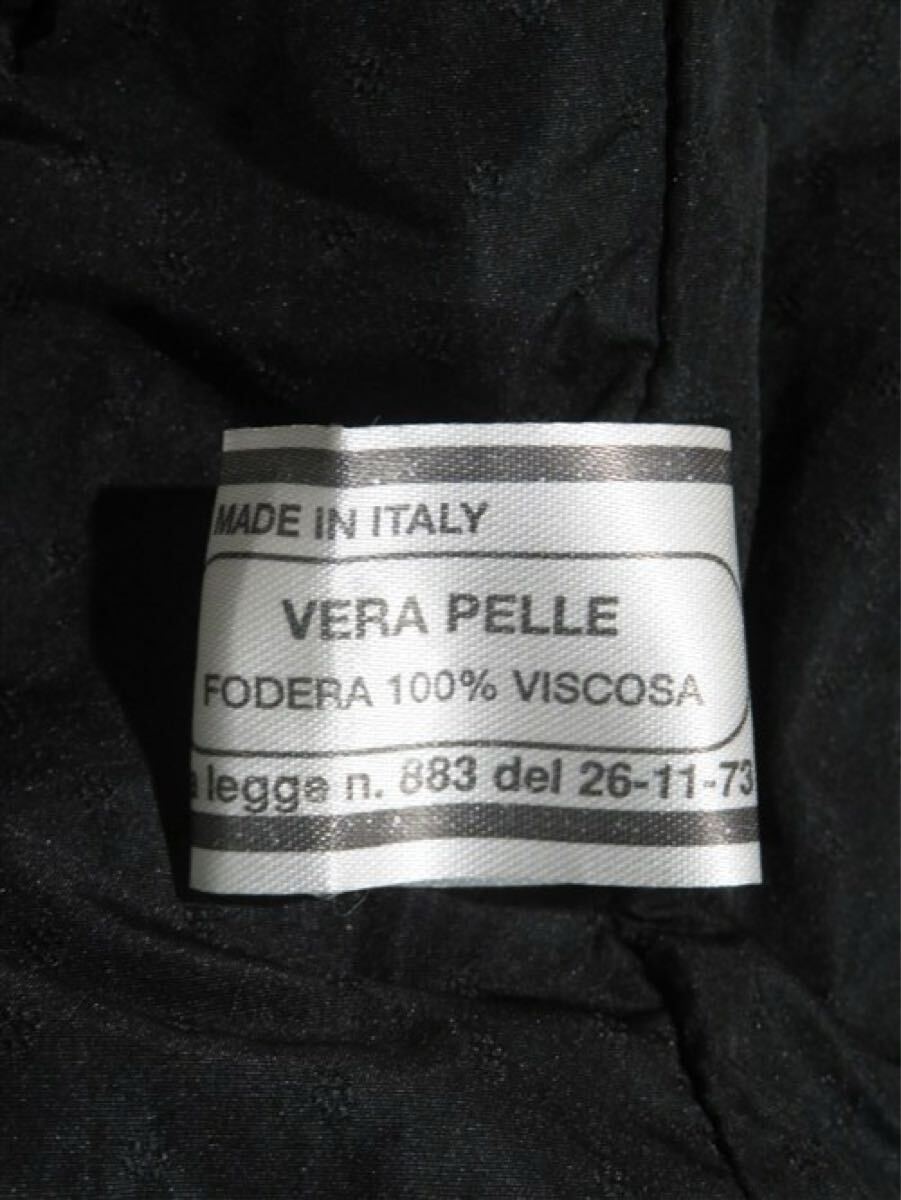 MADE IN ITALY
VERA PELLE
FODERA 100% VISCOSA
legge n. 883 del 26-11-73